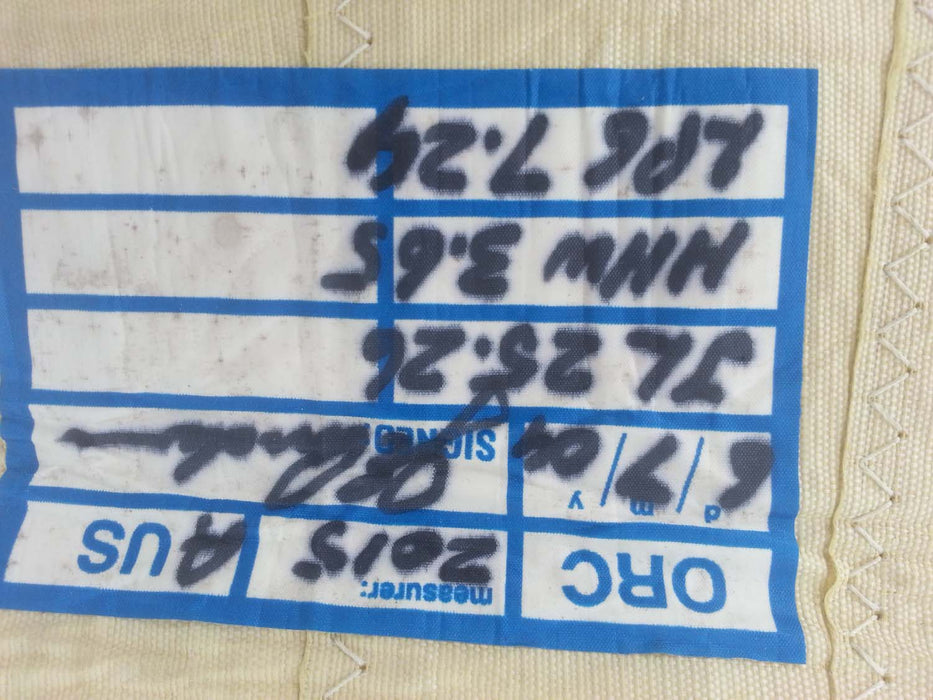 ORC measurer: 2015 AUS
d / m / y 6 / 7 / 04 SIGNED
JL 25.26
HHW 3.65
LPG 7.24